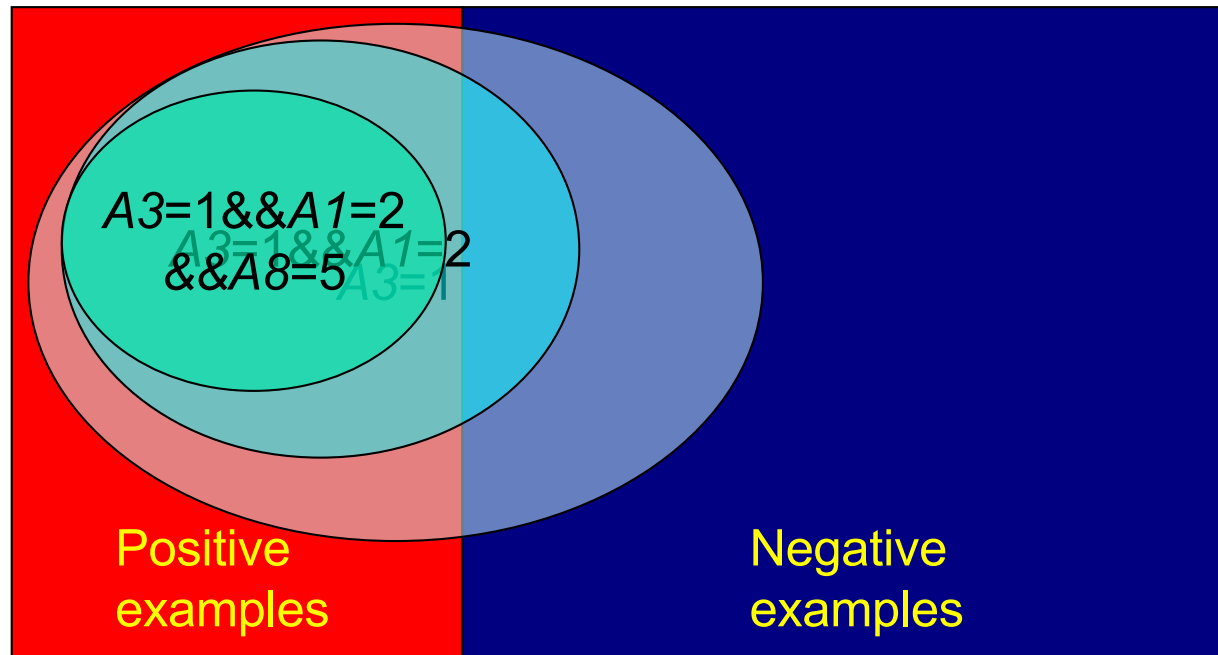 A3=1&&A1=2
A3=1&&A1=2
&&A8=5
A3=1
Positive
examples
Negative
examples